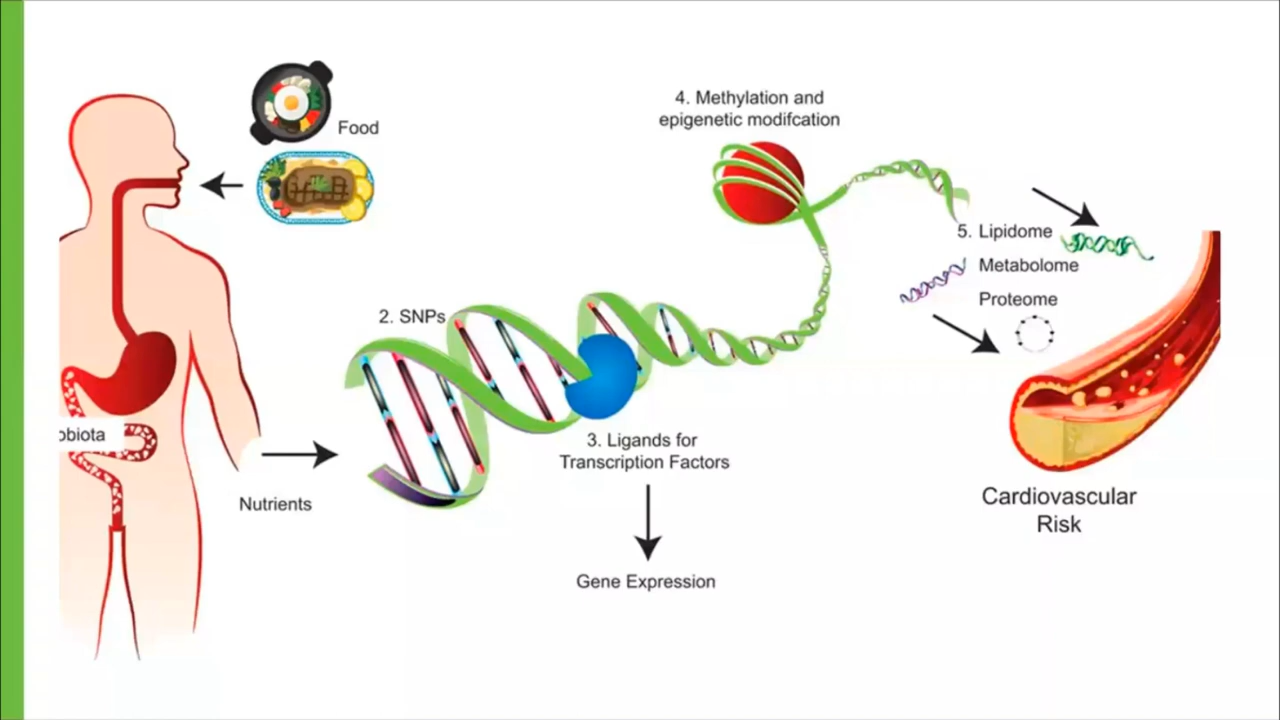 Food
4. Methylation and
epigenetic modifcation
5. Lipidome
Metabolome
Proteome
2. SNPs
obiota
3. Ligands for
Transcription Factors
Nutrients
Cardiovascular
Risk
Gene Expression